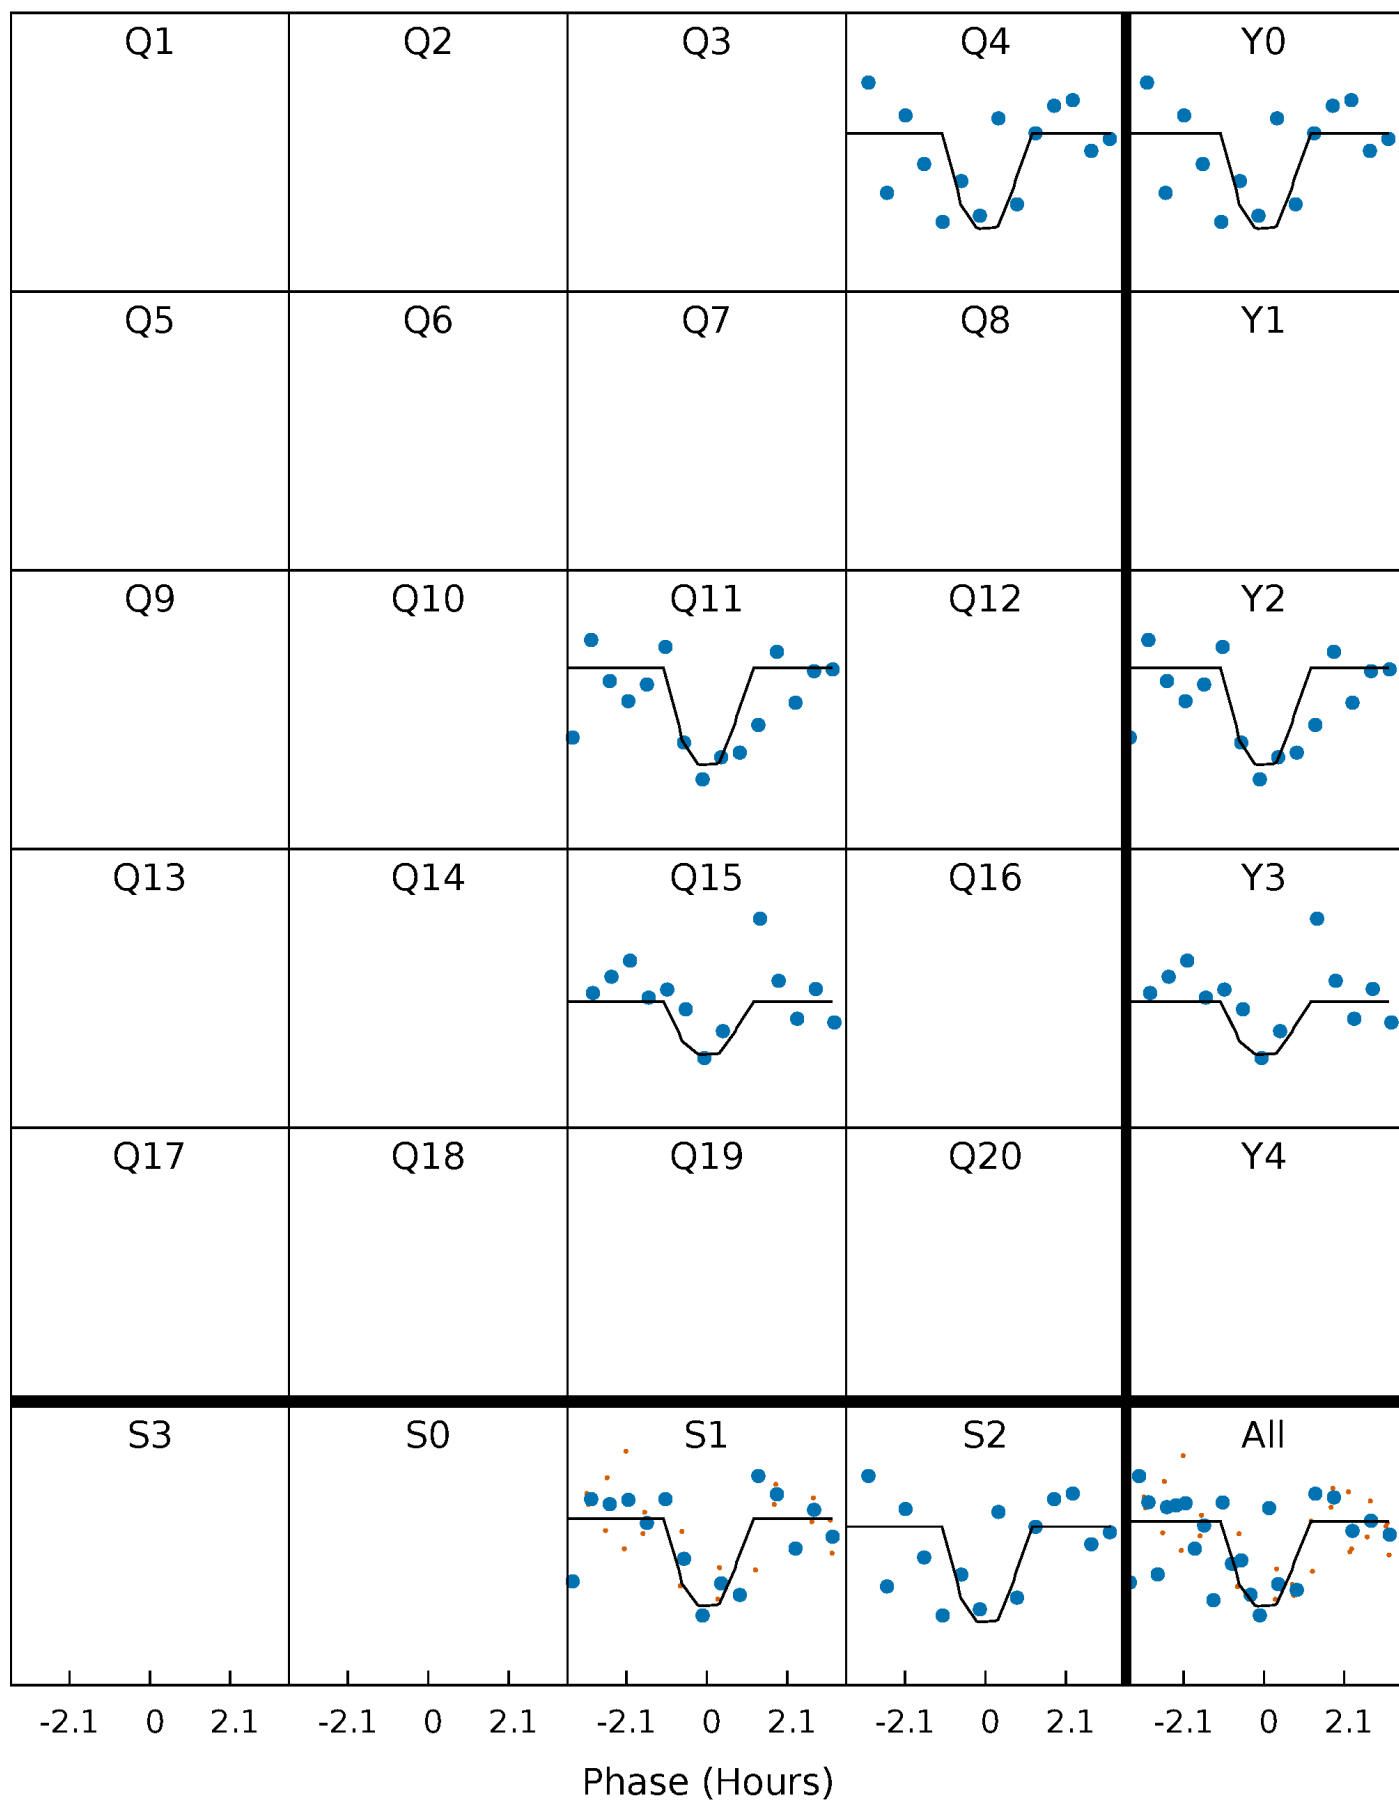 Q1 Q2 Q3 Q4 Y0
Q5 Q6 Q7 Q8 Y1
Q9 Q10 Q11 Q12 Y2
Q13 Q14 Q15 Q16 Y3
Q17 Q18 Q19 Q20 Y4
S3 S0 S1 S2 All
-2.1 0 2.1 -2.1 0 2.1 -2.1 0 2.1 -2.1 0 2.1 -2.1 0 2.1
Phase (Hours)